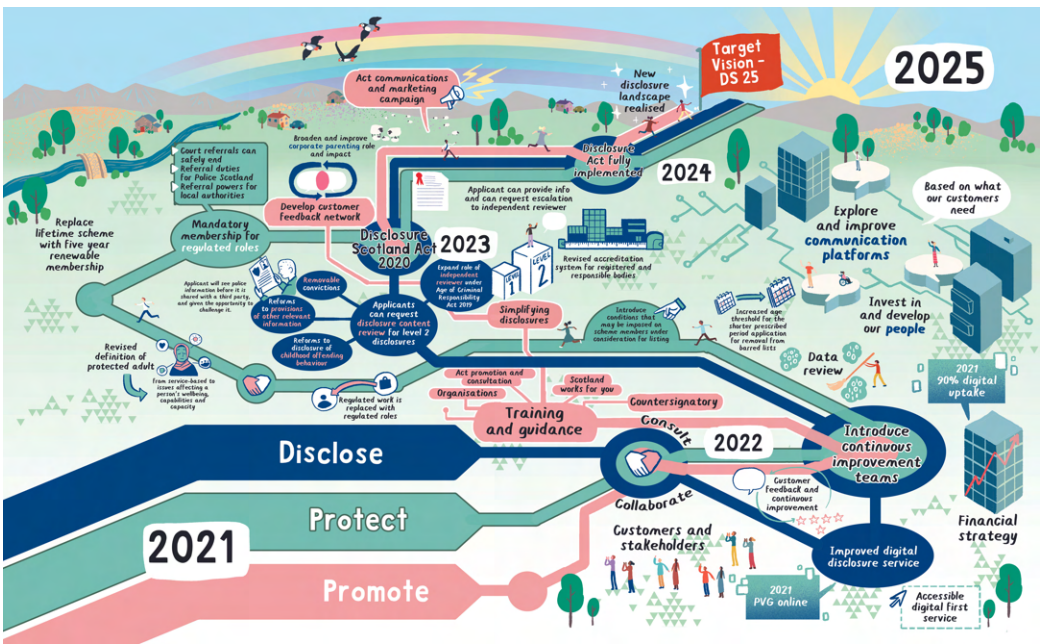 2025
Target
Vision -
DS 25
New
disclosure
landscape
realised
Act communications
and marketing
campaign
Broaden and improve
corporate parenting role
and impact
Court referrals can
safely end
Referral duties
for Police Scotland
Referral powers for
local authorities
Disclosure
Act fully
implemented
2024
Applicant can provide info
and can request escalation
to independent reviewer
Develop customer
feedback network
Replace
lifetime scheme
with five year
renewable
membership
Mandatory
membership for
regulated roles
Disclosure
Scotland Act
2020
2023
LEVEL
1
LEVEL
2
Revised accreditation
system for registered and
responsible bodies
Based on what
our customers
need
Explore
and improve
communication
platforms
Invest in
and develop
our people
Applicant will see police
information before it is
shared with a third party,
and given the opportunity to
challenge it.
Removable
convictions
Reforms
to provisions
of other relevant
information
Reforms to
disclosure of
childhood offending
behaviour
Applicants
can request
disclosure content
review for level 2
disclosures
Expand role of
independent
reviewer under
Age of Criminal
Responsibility
Act 2019
Simplifying
disclosures
Introduce
conditions that
may be imposed on
scheme members under
consideration for listing
Increased age
threshold for the
shorter prescribed
period application
for removal from
barred lists
Data
review
2021
90% digital
uptake
Revised
definition of
protected adult
from service-based to
issues affecting a
person's wellbeing,
capabilities and
capacity
Regulated work is
replaced with
regulated roles
Act promotion and
consultation
Organisations
Scotland
works for you
Countersignatory
Training
and guidance
Consult
Collaborate
2022
Introduce
continuous
improvement
teams
Customer
feedback and
continuous
improvement
Financial
strategy
Disclose
Protect
2021
Promote
Customers and
stakeholders
Improved digital
disclosure service
2021
PVG online
Accessible
digital first
service